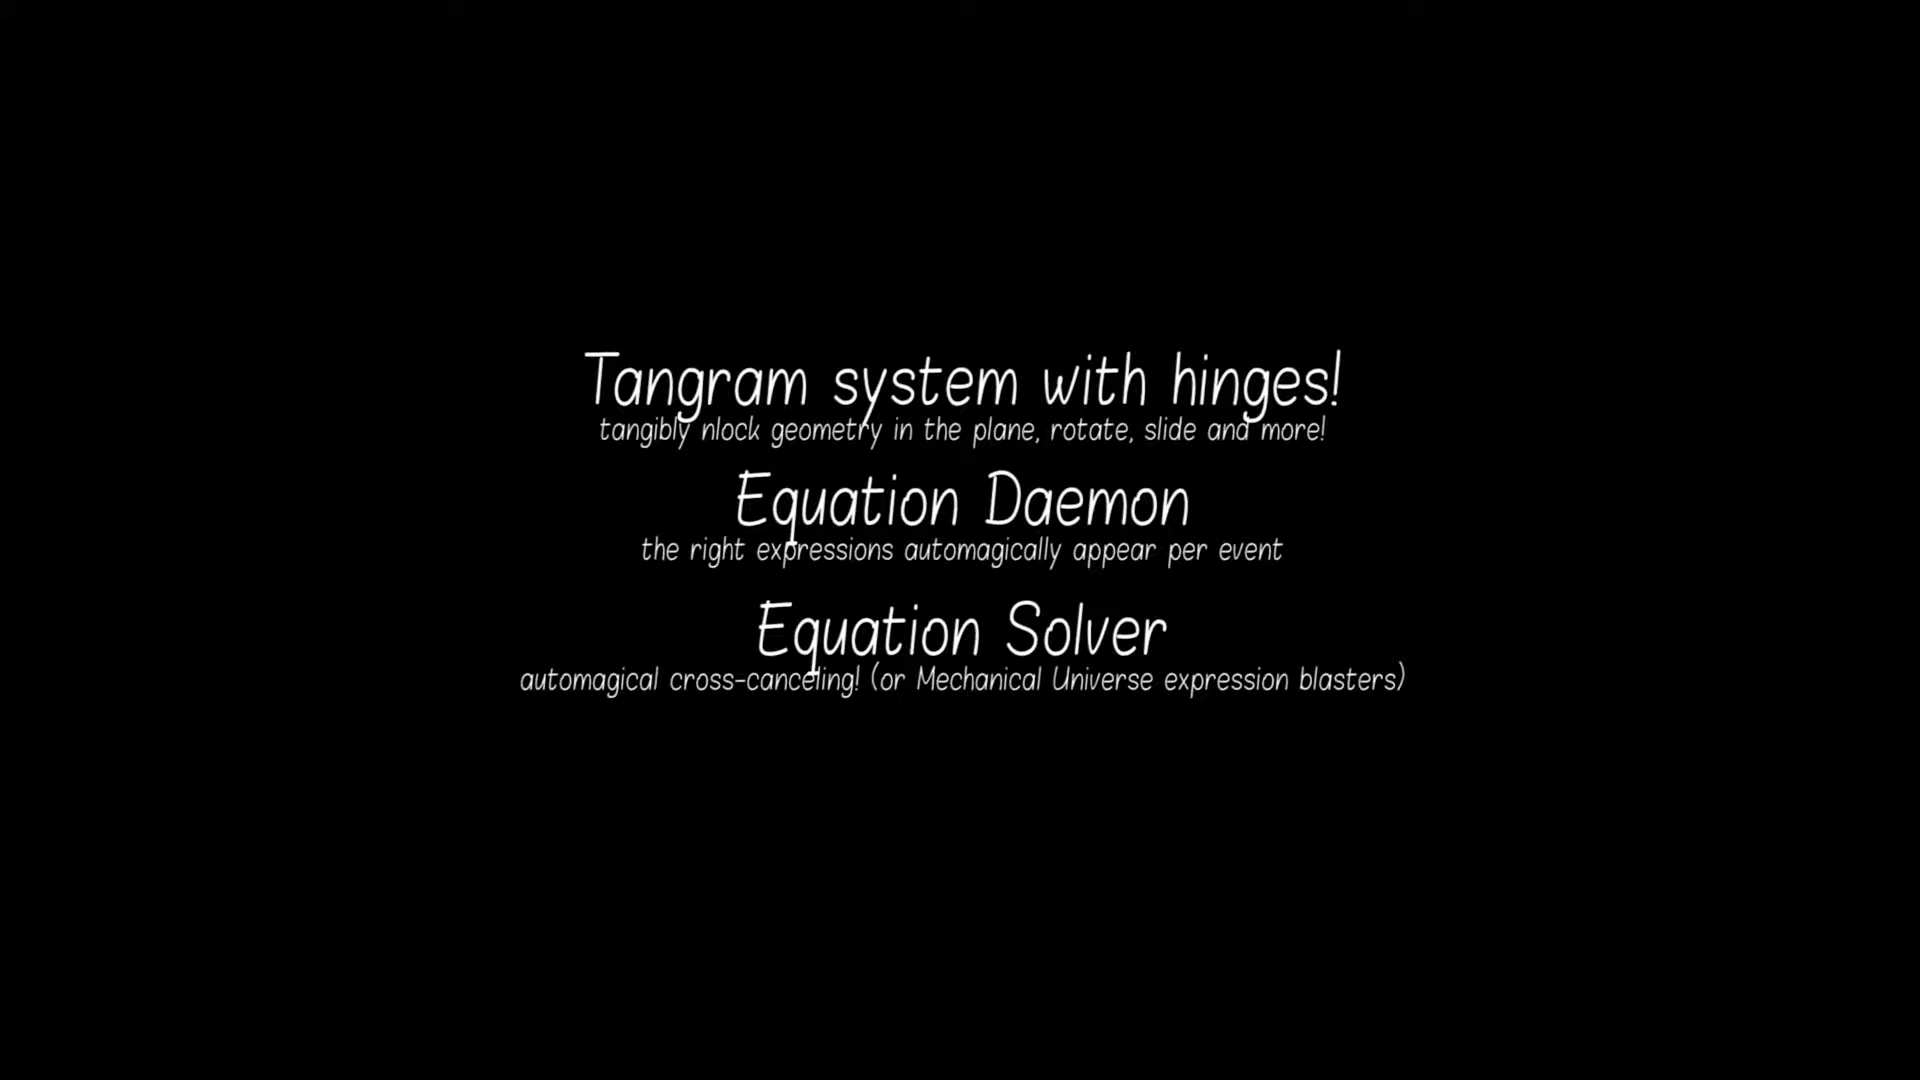 Tangram system with hinges!
tangibly nlock geometry in the plane, rotate, slide and more!
Equation Daemon
the right expressions automagically appear per event
Equation Solver
automagical cross-canceling! (or Mechanical Universe expression blasters)